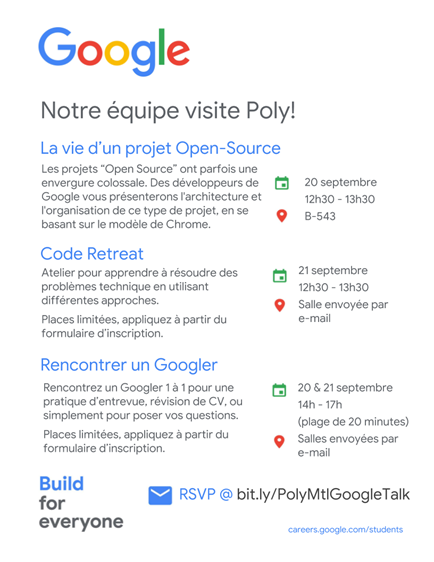 Google
Notre équipe visite Poly!
La vie d'un projet Open-Source
Les projets “Open Source” ont parfois une
envergure colossale. Des développeurs de
Google vous présenterons l'architecture et
l'organisation de ce type de projet, en se
basant sur le modèle de Chrome.
20 septembre
12h30 - 13h30
B-543
Code Retreat
Atelier pour apprendre à résoudre des
problèmes technique en utilisant
différentes approches.
Places limitées, appliquez à partir du
formulaire d'inscription.
21 septembre
12h30 - 13h30
Salle envoyée par
e-mail
Rencontrer un Googler
Rencontrez un Googler 1 à 1 pour une
pratique d'entrevue, révision de CV, ou
simplement pour poser vos questions.
Places limitées, appliquez à partir du
formulaire d'inscription.
20 & 21 septembre
14h - 17h
(plage de 20 minutes)
Salles envoyées par
e-mail
Build
for
everyone
RSVP @ bit.ly/PolyMtlGoogleTalk
careers.google.com/students